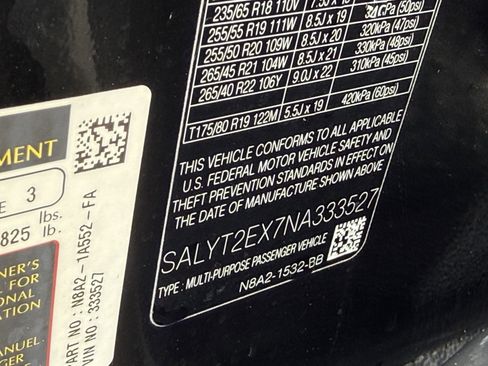 235/65 R18 110V
255/55 R19 111W 8.5J x 19 (50psi)
255/50 R20 109W 8.5J x 20 320kPa (47psi)
265/45 R21 104W 8.5J x 21 330kPa (48psi)
265/40 R22 106Y 9.0J x 22 310kPa (45psi)
T175/80 R19 122M 5.5J x 19 420kPa (60psi)
THIS VEHICLE CONFORMS TO ALL APPLICABLE
U.S. FEDERAL MOTOR VEHICLE SAFETY AND
THEFT PREVENTION STANDARDS IN EFFECT ON
THE DATE OF MANUFACTURE SHOWN ABOVE
SALYT2EX7NA333527
TYPE : MULTI-PURPOSE PASSENGER VEHICLE
N8A2-1532-BB
MENT
E 3
825 lbs.
lb.
NER'S
L FOR
ONAL
ATION
ANUEL.
GER
PART NO : N8A2-1A552-FA
VIN NO : 333527